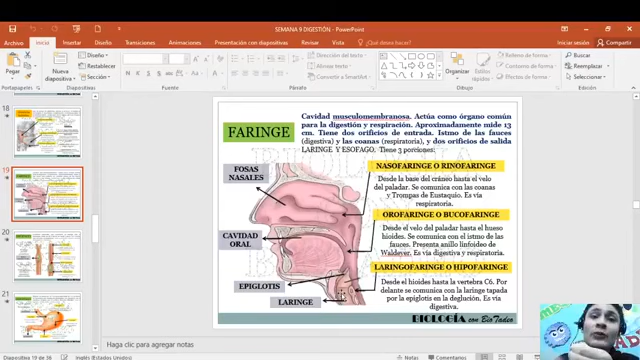 SEMANA 9 DIGESTIÓN - PowerPoint
Archivo
Inicio
Insertar
Diseño
Transiciones
Animaciones
Presentación con diapositivas
Revisar
Vista
¿Qué desea hacer?
Iniciar sesión
Compartir
Pegar
Nueva diapositiva
Diseño
Restablecer
Sección
Dirección del texto
Alinear texto
Convertir a SmartArt
Organizar
Relleno de forma
Contorno de forma
Efectos de forma
Buscar
Reemplazar
Seleccionar
Portapapeles
Diapositivas
Fuente
Párrafo
Dibujo
Edición
18
19
20
21
FARINGE
Cavidad musculomembranosa. Actúa como órgano común
para la digestión y respiración. Aproximadamente mide 13
cm. Tiene dos orificios de entrada. Istmo de las fauces
(digestiva) y las coanas (respiratoria), y dos orificios de salida
LARINGE Y ESOFAGO. Tiene 3 porciones:
FOSAS
NASALES
CAVIDAD
ORAL
EPIGLOTIS
LARINGE
NASOFARINGE O RINOFARINGE
Desde la base del cráneo hasta el velo
del paladar. Se comunica con las coanas
y Trompas de Eustaquio. Es vía
respiratoria.
OROFARINGE O BUCOFARINGE
Desde el velo del paladar hasta el hueso
hioides. Se comunica con el istmo de las
fauces. Presenta anillo linfoideo de
Waldeyer. Es vía digestiva y respiratoria.
LARINGOFARINGE O HIPOFARINGE
Desde el hioides hasta la vertebra C6. Por
delante se comunica con la laringe tapada
por la epiglotis en la deglución. Es vía
digestiva.
BIOLOGÍA con BioTadeo
Haga clic para agregar notas
Diapositiva 19 de 36
Inglés (Estados Unidos)
Notas